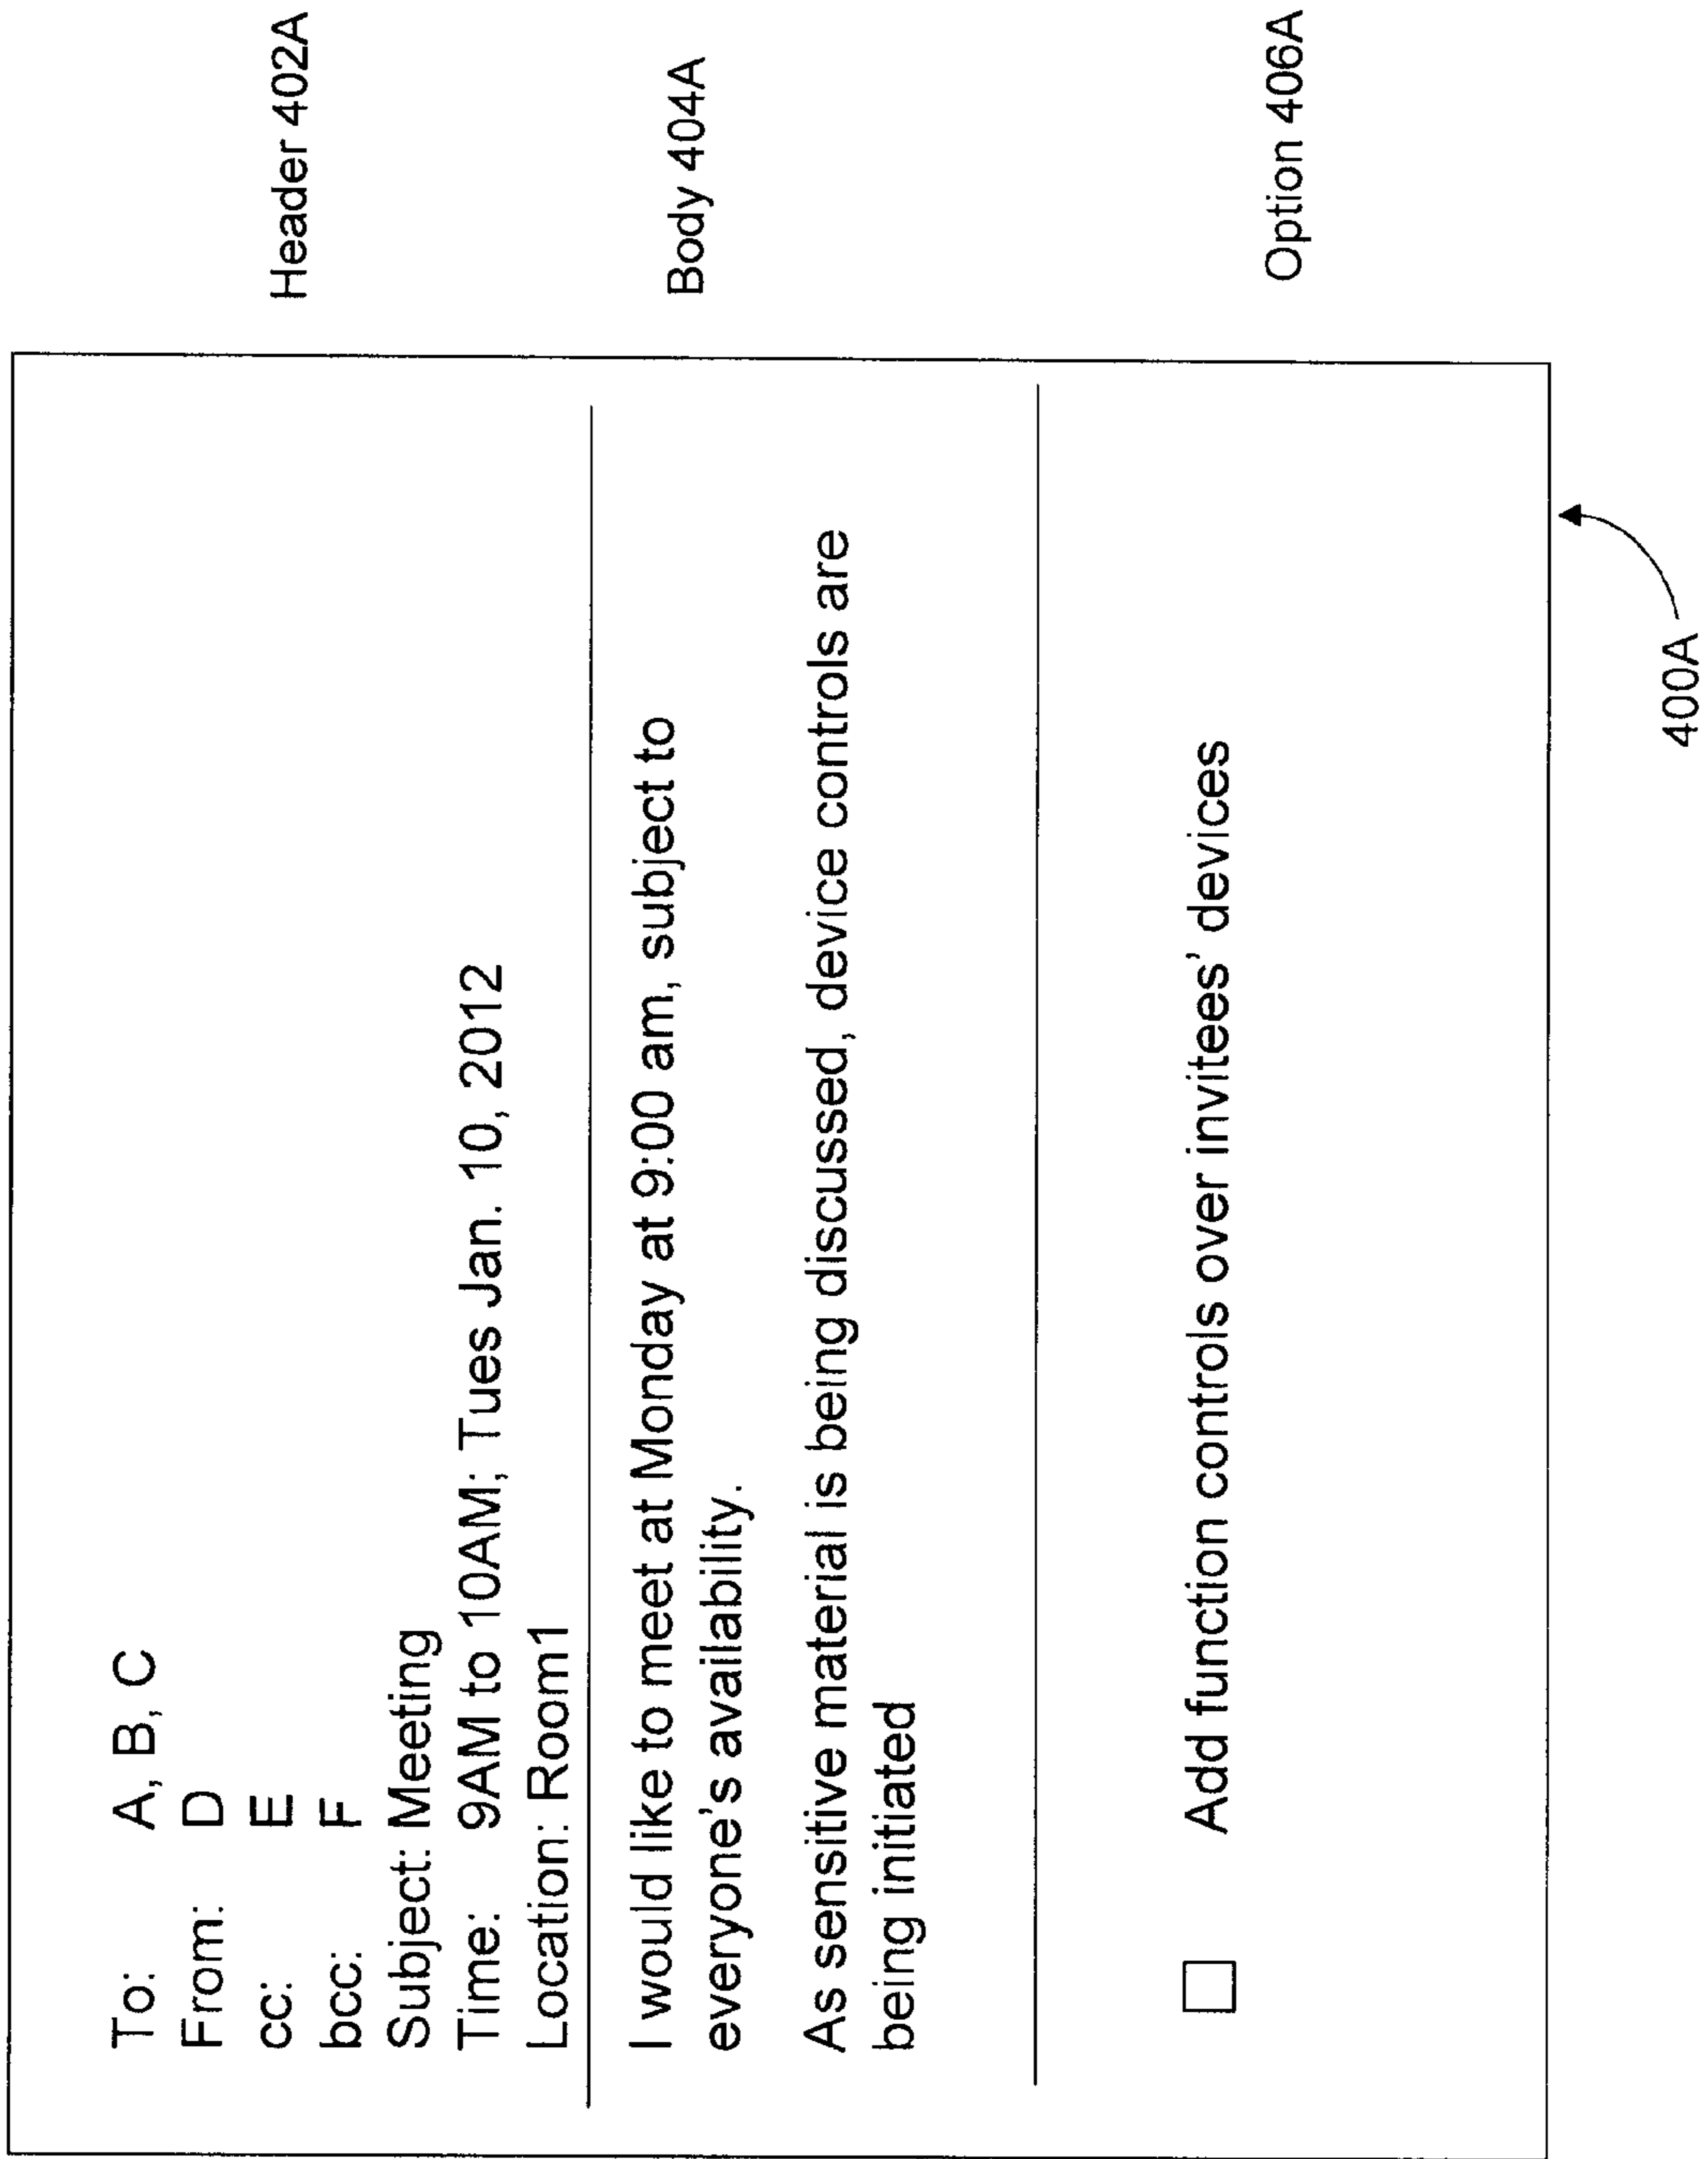 To: A, B, C
From: D
cc: E
bcc: F
Subject: Meeting
Time: 9AM to 10AM; Tues Jan. 10, 2012
Location: Room1
Header 402A
I would like to meet at Monday at 9:00 am, subject to
everyone's availability.
As sensitive material is being discussed, device controls are
being initiated
Body 404A
Add function controls over invitees' devices
Option 406A
400A